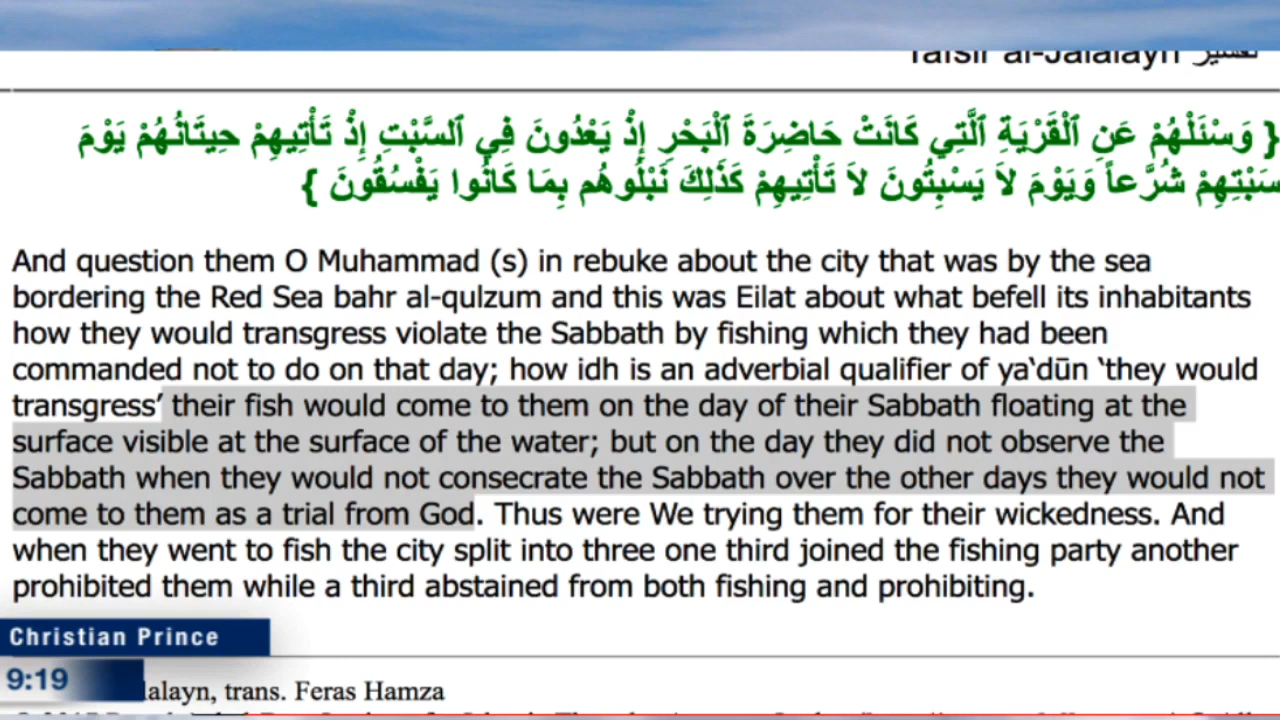 Tafsir al-Jalalayn تفسير
{ وَسْئَلْهُمْ عَنِ ٱلْقَرْيَةِ ٱلَّتِي كَانَتْ حَاضِرَةَ ٱلْبَحْرِ إِذْ يَعْدُونَ فِي ٱلسَّبْتِ إِذْ تَأْتِيهِمْ حِيتَانُهُمْ يَوْمَ
سَبْتِهِمْ شُرَّعاً وَيَوْمَ لاَ يَسْبِتُونَ لاَ تَأْتِيهِمْ كَذَلِكَ نَبْلُوهُم بِمَا كَانُوا يَفْسُقُونَ }
And question them O Muhammad (s) in rebuke about the city that was by the sea
bordering the Red Sea bahr al-qulzum and this was Eilat about what befell its inhabitants
how they would transgress violate the Sabbath by fishing which they had been
commanded not to do on that day; how idh is an adverbial qualifier of ya‘dūn ‘they would
transgress’ their fish would come to them on the day of their Sabbath floating at the
surface visible at the surface of the water; but on the day they did not observe the
Sabbath when they would not consecrate the Sabbath over the other days they would not
come to them as a trial from God. Thus were We trying them for their wickedness. And
when they went to fish the city split into three one third joined the fishing party another
prohibited them while a third abstained from both fishing and prohibiting.
Christian Prince
9:19
lalayn, trans. Feras Hamza